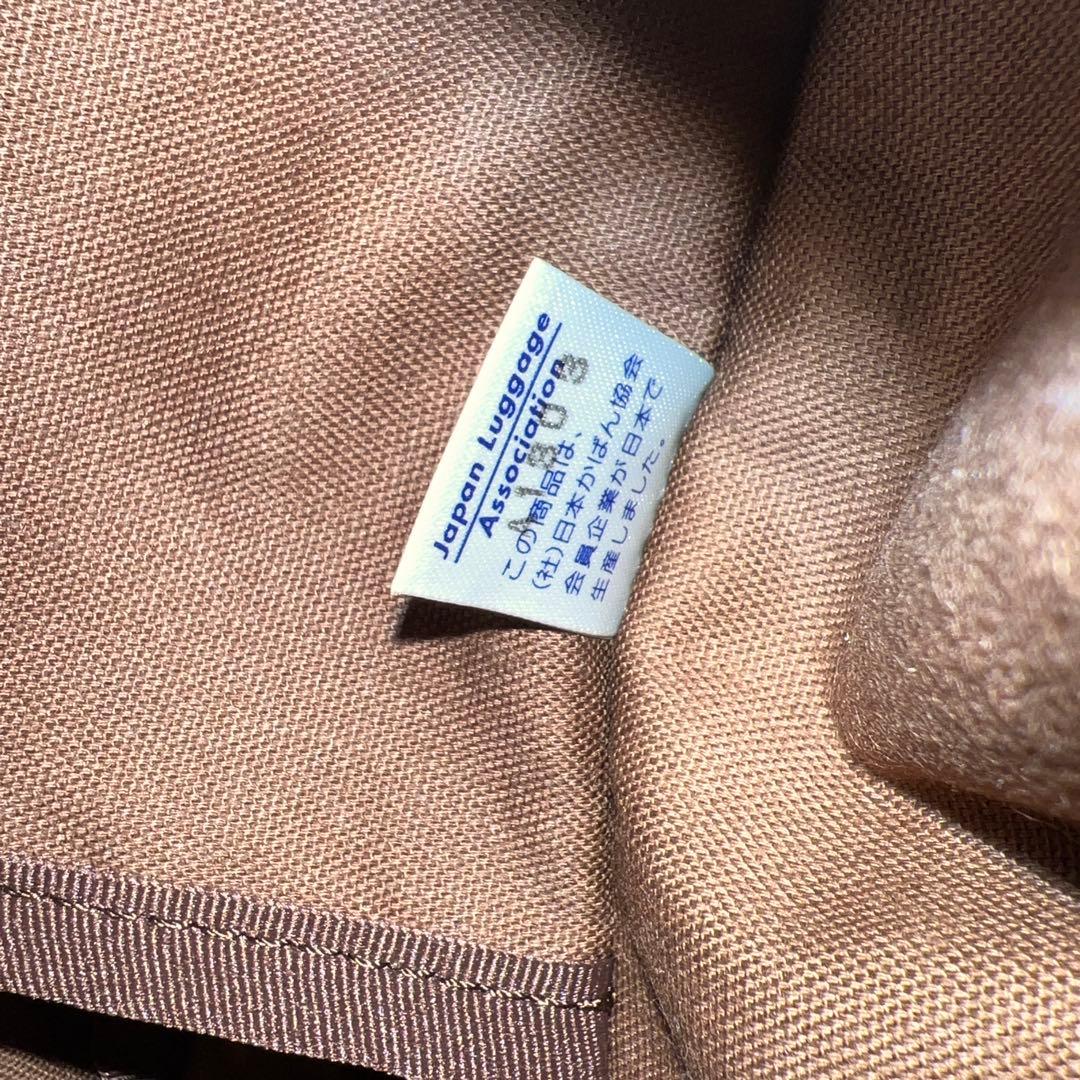 Japan Luggage
Association
A1803
この商品は、
(社)日本かばん協会
会員企業が日本で
生産しました。